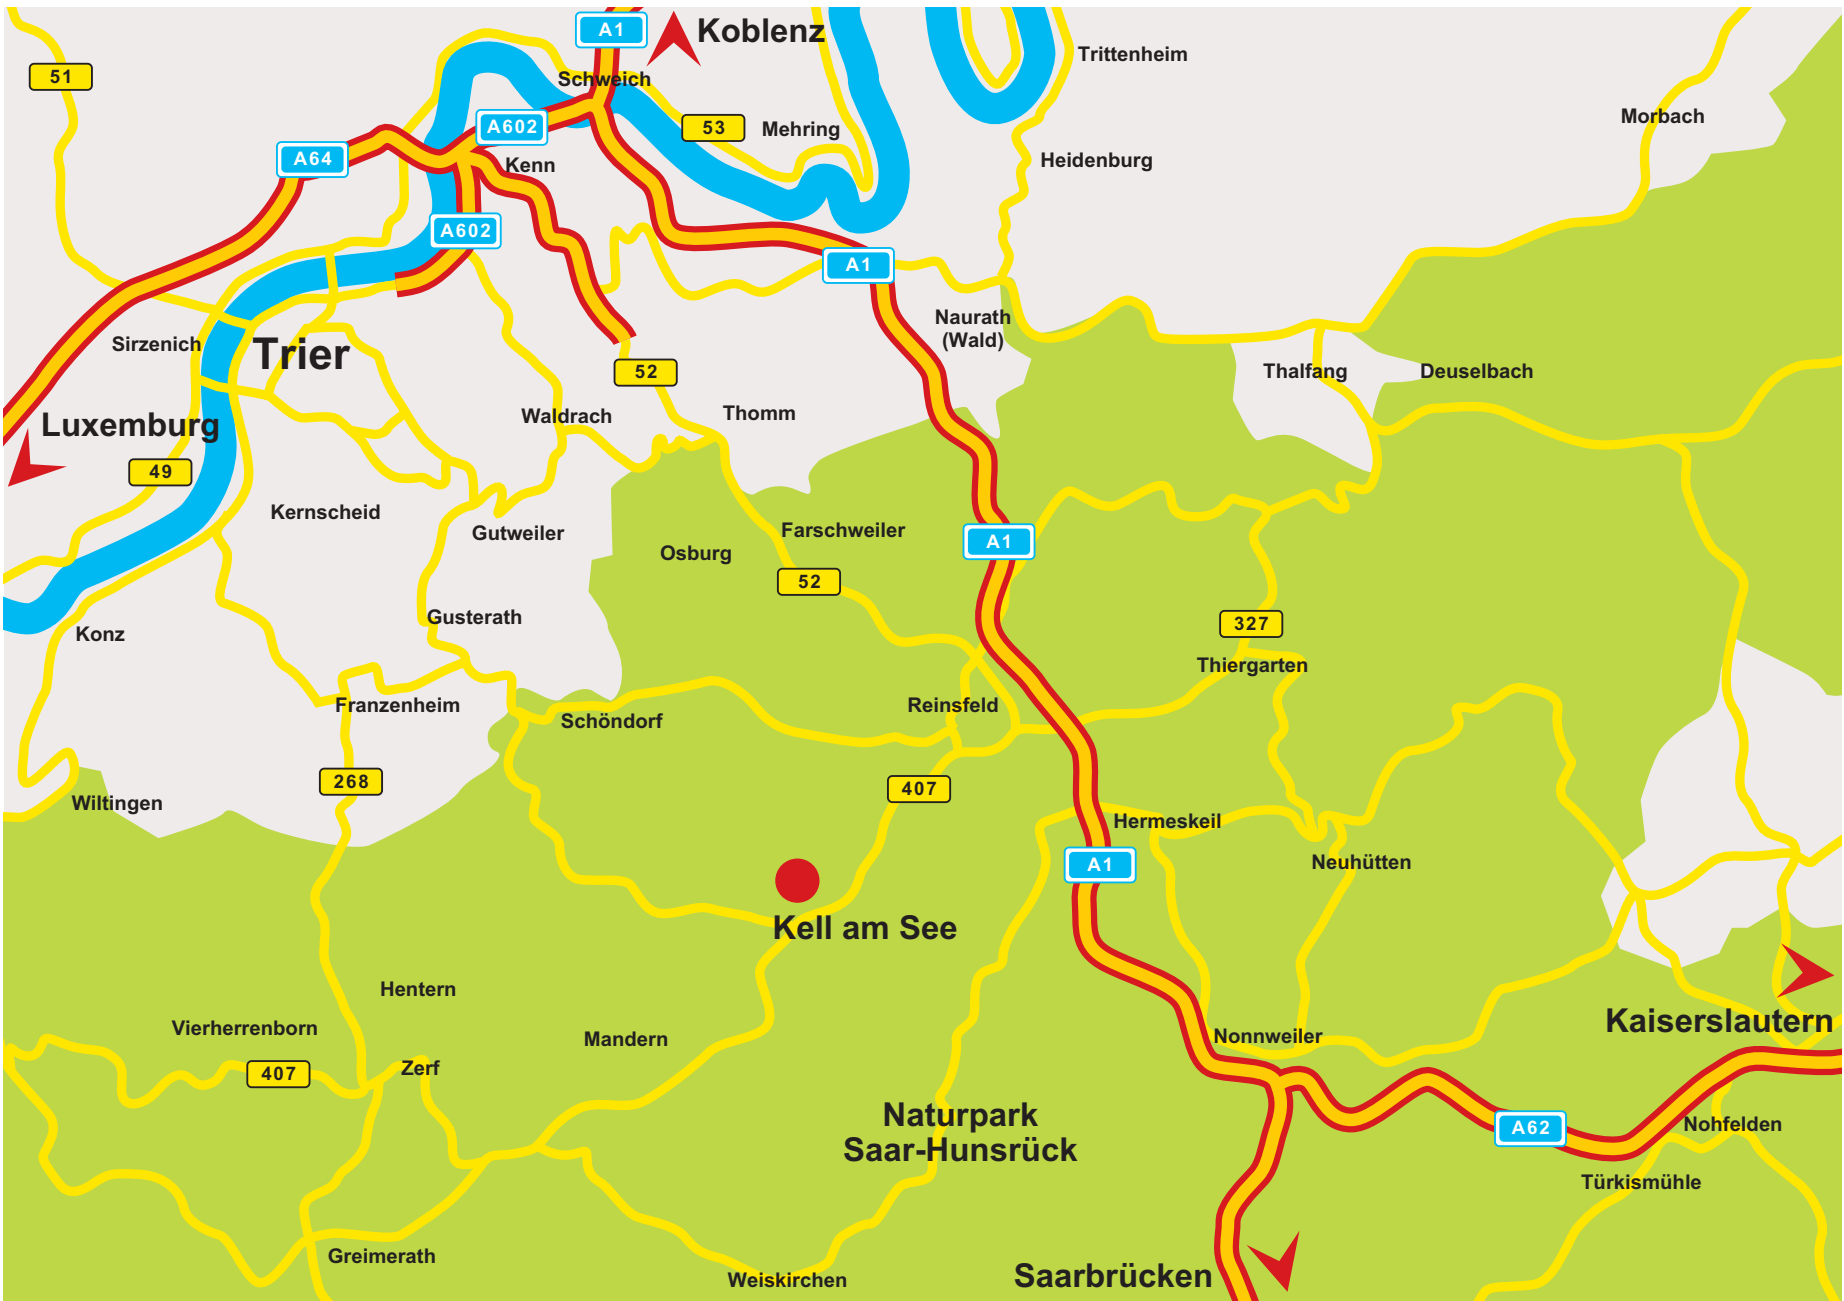 A1
Koblenz
Trittenheim
51
Schweich
Morbach
A602
53
Mehring
A64
Kenn
Heidenburg
A602
A1
Naurath
(Wald)
Sirzenich
Trier
52
Thalfang
Deuselbach
Luxemburg
Waldrach
Thomm
49
Kernscheid
Gutweiler
Farschweiler
A1
Osburg
52
Gusterath
327
Konz
Thiergarten
Franzenheim
Schöndorf
Reinsfeld
268
407
Wiltingen
Hermeskeil
A1
Neuhütten
Kell am See
Hentern
Vierherrenborn
Mandern
Nonnweiler
Kaiserslautern
407
Zerf
Naturpark
Saar-Hunsrück
A62
Nohfelden
Türkismühle
Greimerath
Weiskirchen
Saarbrücken